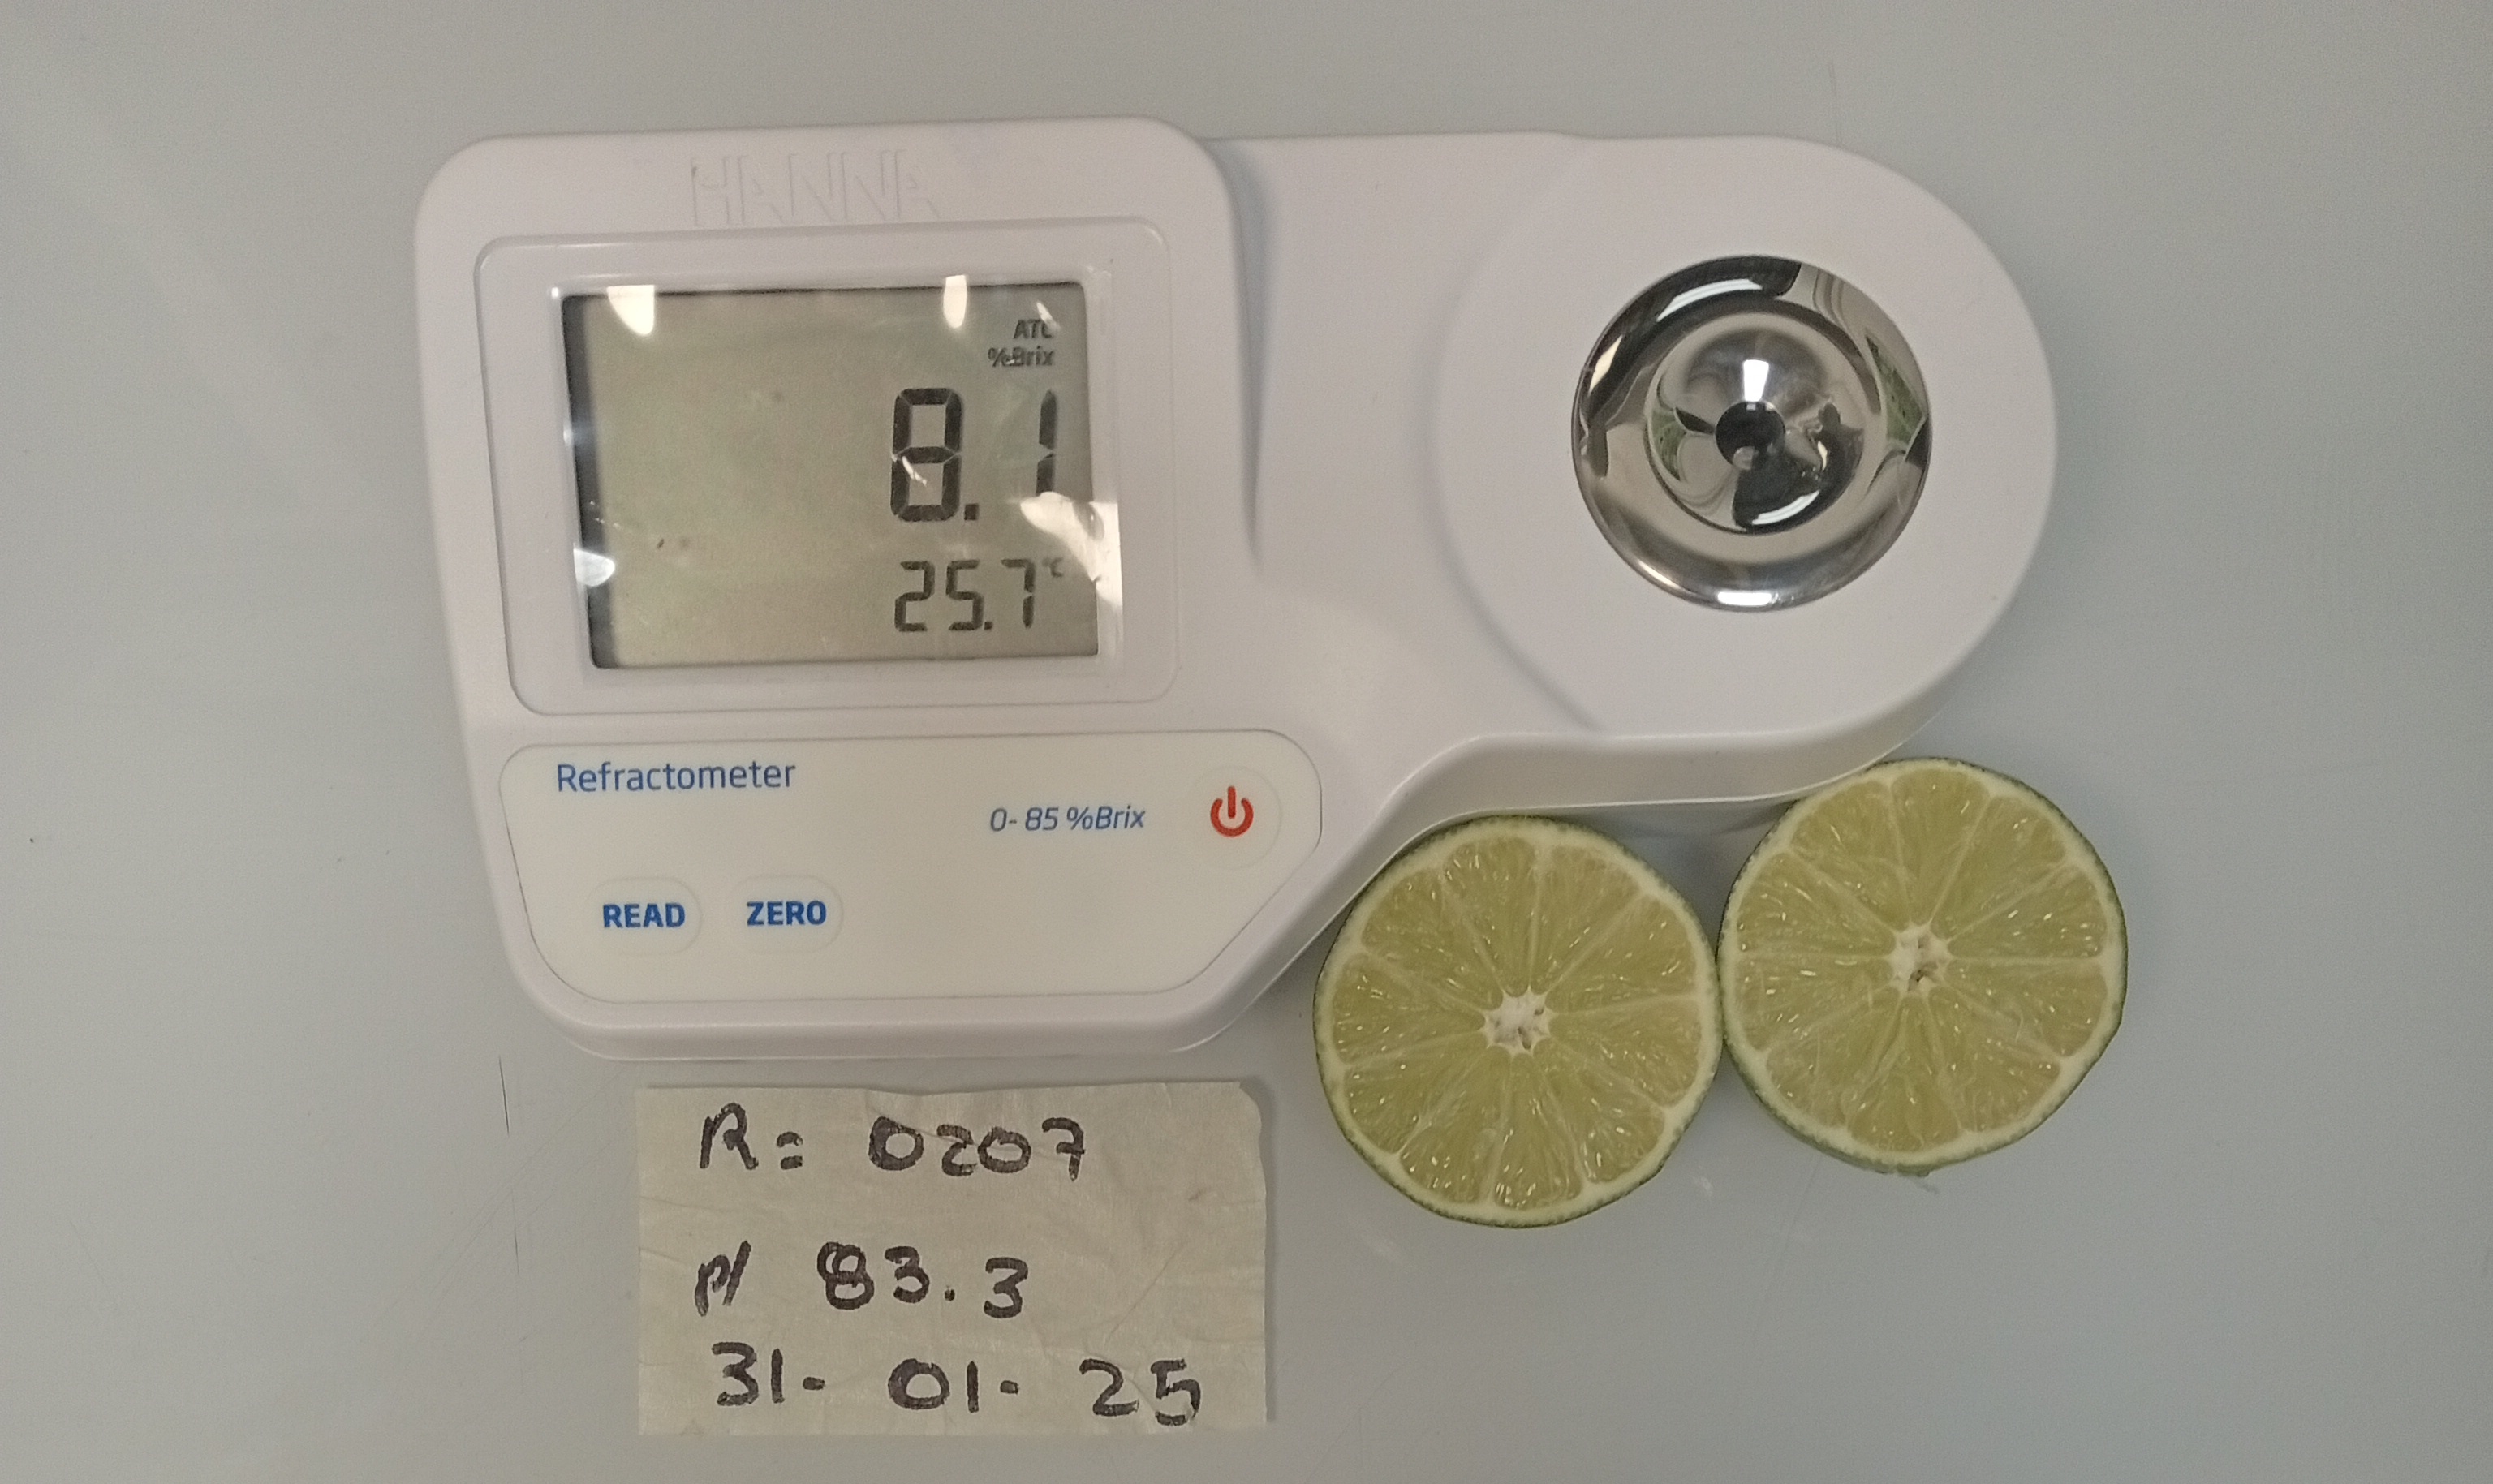 HANNA
ATC
%Brix
8.1
25.7°C
Refractometer
0-85 %Brix
READ ZERO
R: 0207
P/ 83.3
31-01-25